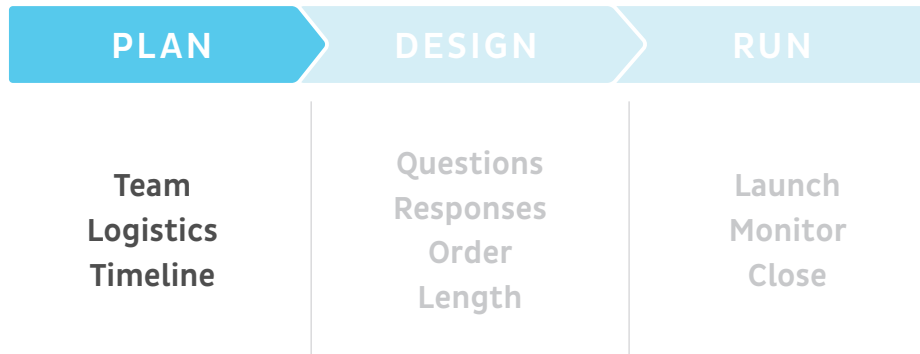 PLAN
DESIGN
RUN
Team
Logistics
Timeline
Questions
Responses
Order
Length
Launch
Monitor
Close